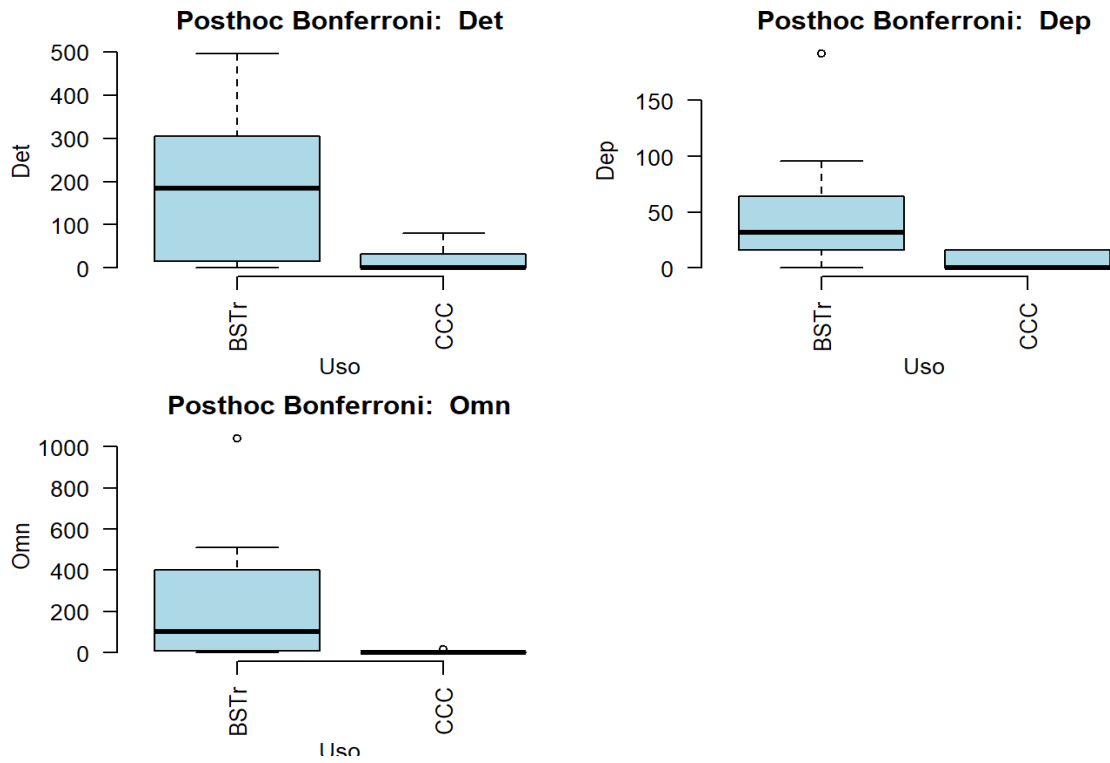 Posthoc Bonferroni:  Det
Det
500
400
300
200
100
0
BSTr
CCC
Uso
Posthoc Bonferroni:  Dep
Dep
150
100
50
0
BSTr
CCC
Uso
Posthoc Bonferroni:  Omn
Omn
1000
800
600
400
200
0
BSTr
CCC
Uso